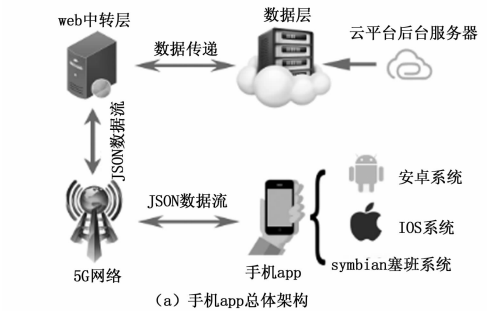 web中转层
数据层
数据传递
云平台后台服务器
JSON数据流
JSON数据流
安卓系统
IOS系统
symbian塞班系统
5G网络
手机app
(a) 手机app总体架构